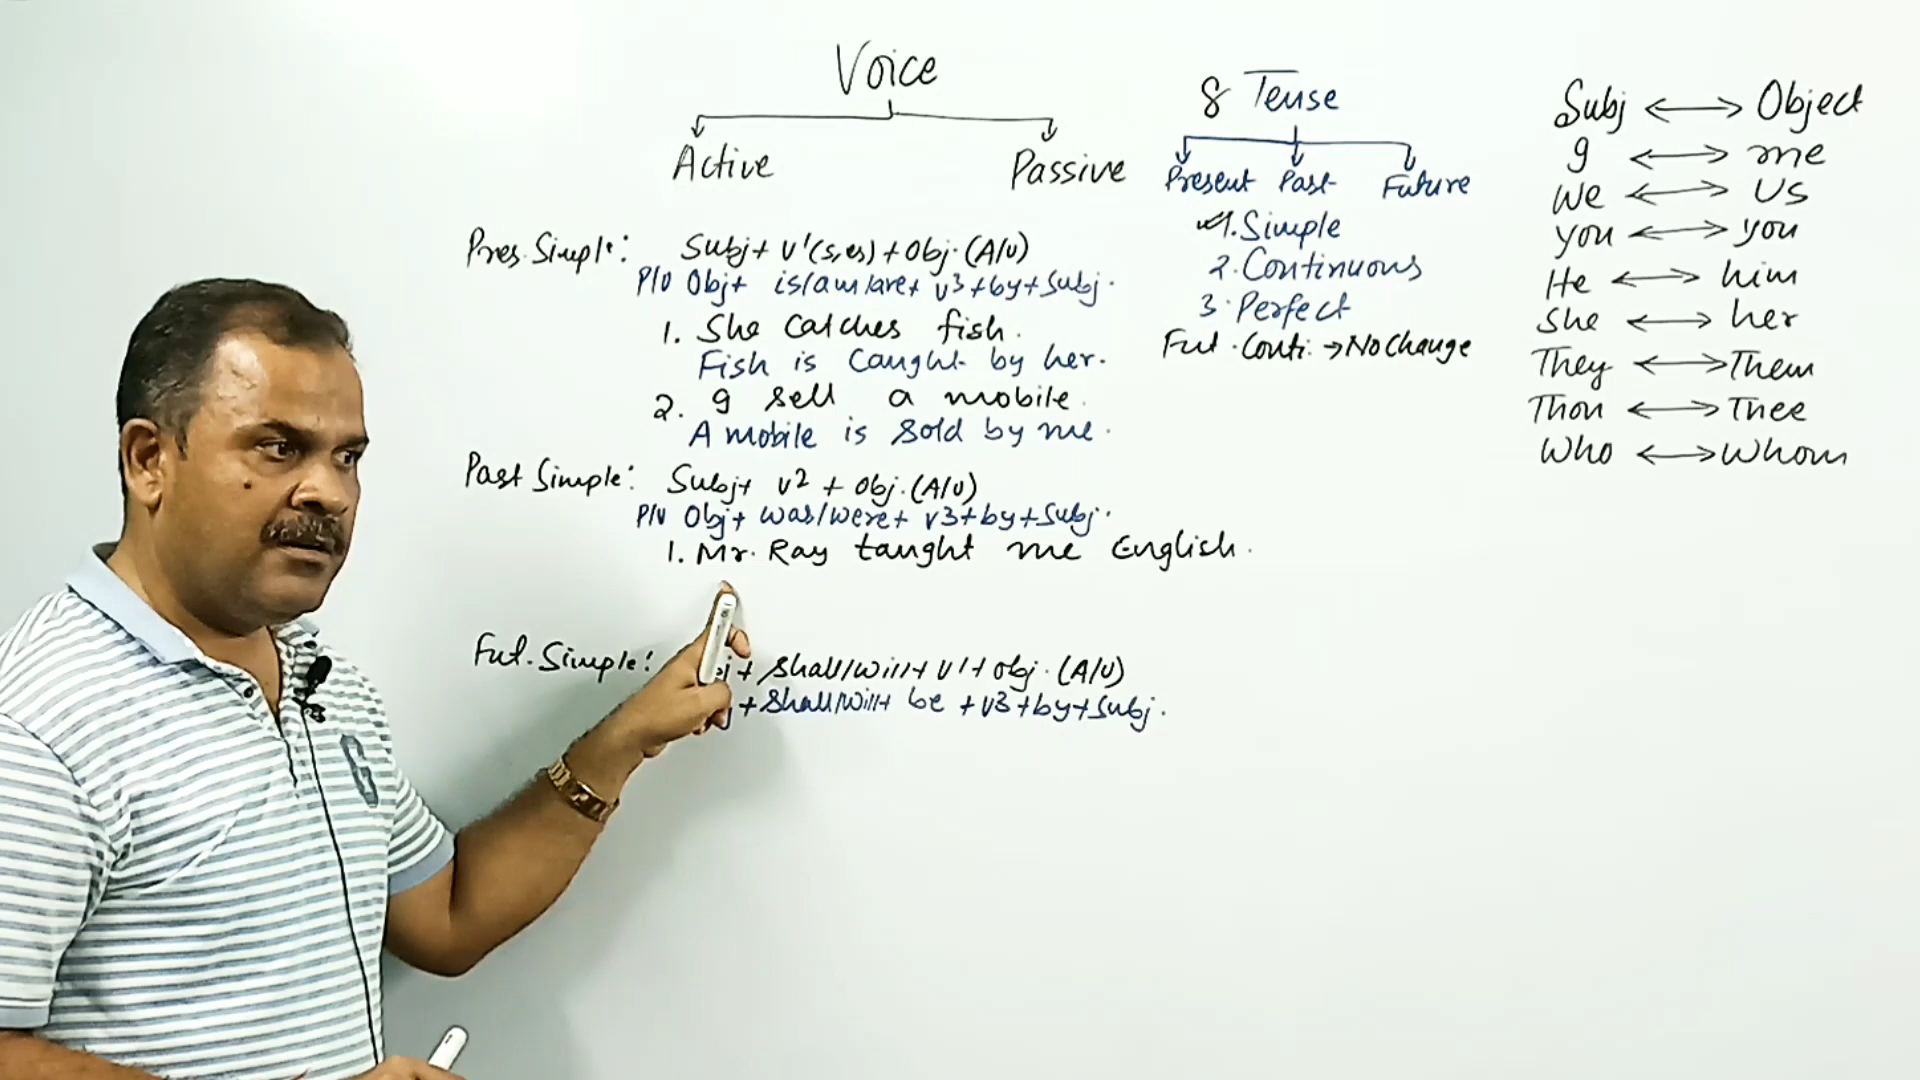 Voice
Active Passive
Pres. Simple: Subj + V1 (s, es) + Obj. (A/V)
P/V Obj + is/am/are + V3 + by + Subj.
1. She Catches fish.
Fish is Caught by her.
2. I sell a mobile.
A mobile is Sold by me.
Past Simple: Subj + V2 + Obj. (A/V)
P/V Obj + was/were + V3 + by + Subj.
1. Mr. Ray taught me English.
Fut. Simple: + Shall/Will + V1 + Obj. (A/V)
+ Shall/Will + be + V3 + by + Subj.
8 Tense
Present Past Future
1. Simple
2. Continuous
3. Perfect
Fut. Conti: → No Change
Subj ↔ Object
I ↔ me
We ↔ Us
you ↔ you
He ↔ him
She ↔ her
They ↔ Them
Thou ↔ Thee
Who ↔ Whom
G